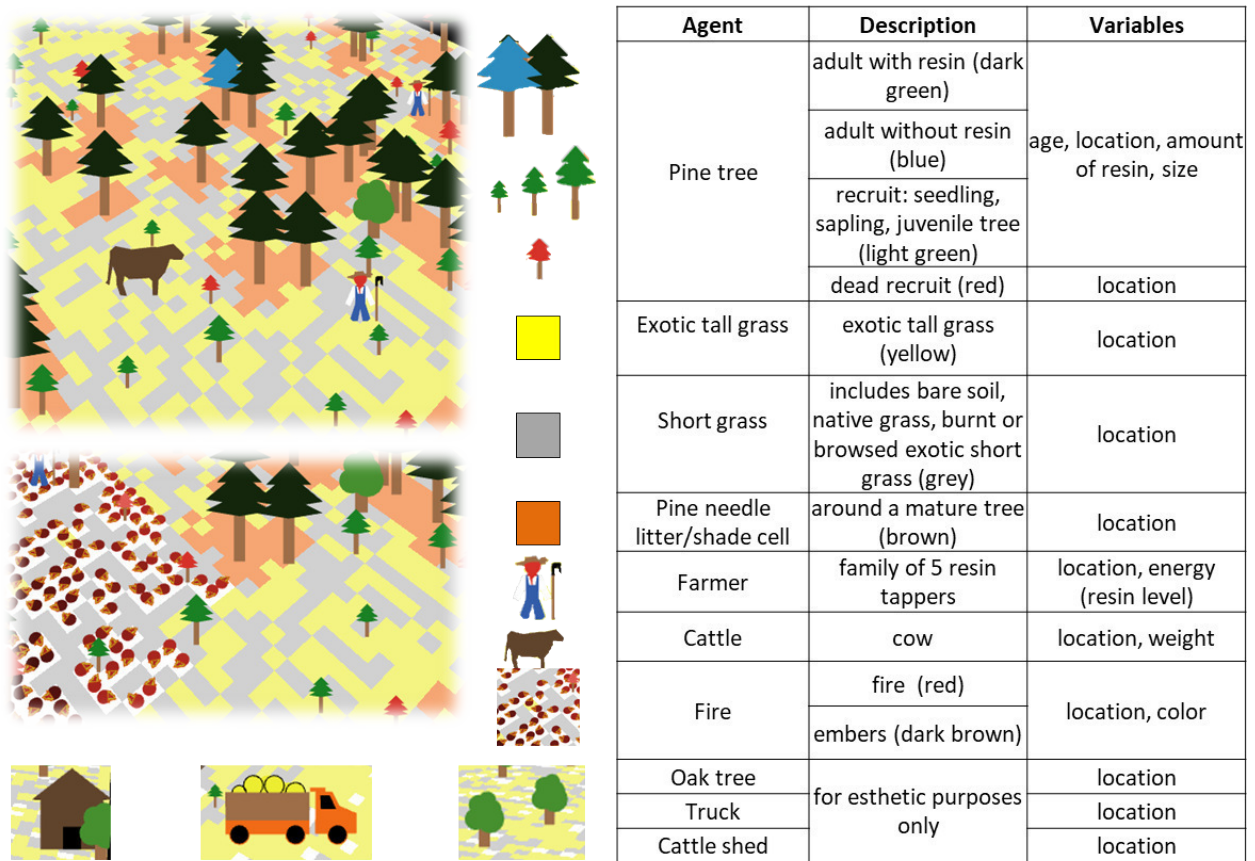 Agent Description Variables
Pine tree
adult with resin (dark
green)
adult without resin
(blue)
recruit: seedling,
sapling, juvenile tree
(light green)
age, location, amount
of resin, size
dead recruit (red)
location
Exotic tall grass
exotic tall grass
(yellow)
location
Short grass
includes bare soil,
native grass, burnt or
browsed exotic short
grass (grey)
location
Pine needle
litter/shade cell
around a mature tree
(brown)
location
Farmer
family of 5 resin
tappers
location, energy
(resin level)
Cattle
cow
location, weight
Fire
fire (red)
embers (dark brown)
location, color
Oak tree
Truck
Cattle shed
for esthetic purposes
only
location
location
location